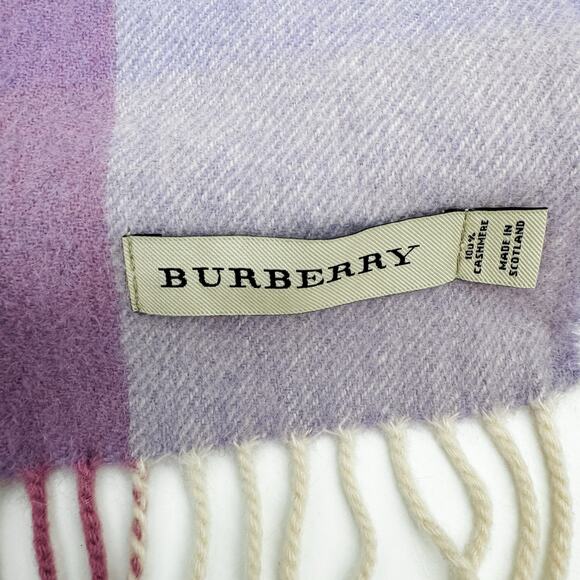 BURBERRY
100%
CASHMERE
MADE IN
SCOTLAND